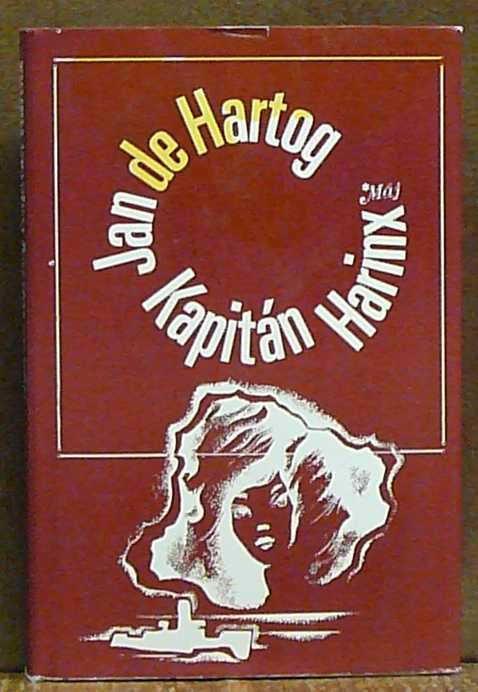 Jan de Hartog
Kapitán Harinx
Máj